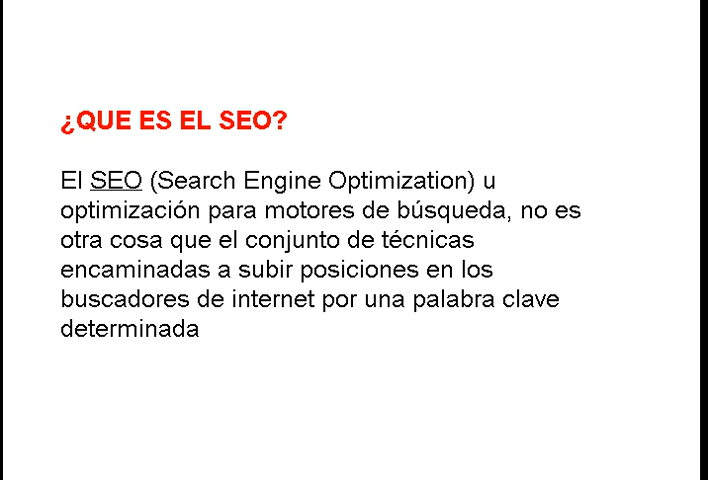 ¿QUE ES EL SEO?
El SEO (Search Engine Optimization) u
optimización para motores de búsqueda, no es
otra cosa que el conjunto de técnicas
encaminadas a subir posiciones en los
buscadores de internet por una palabra clave
determinada